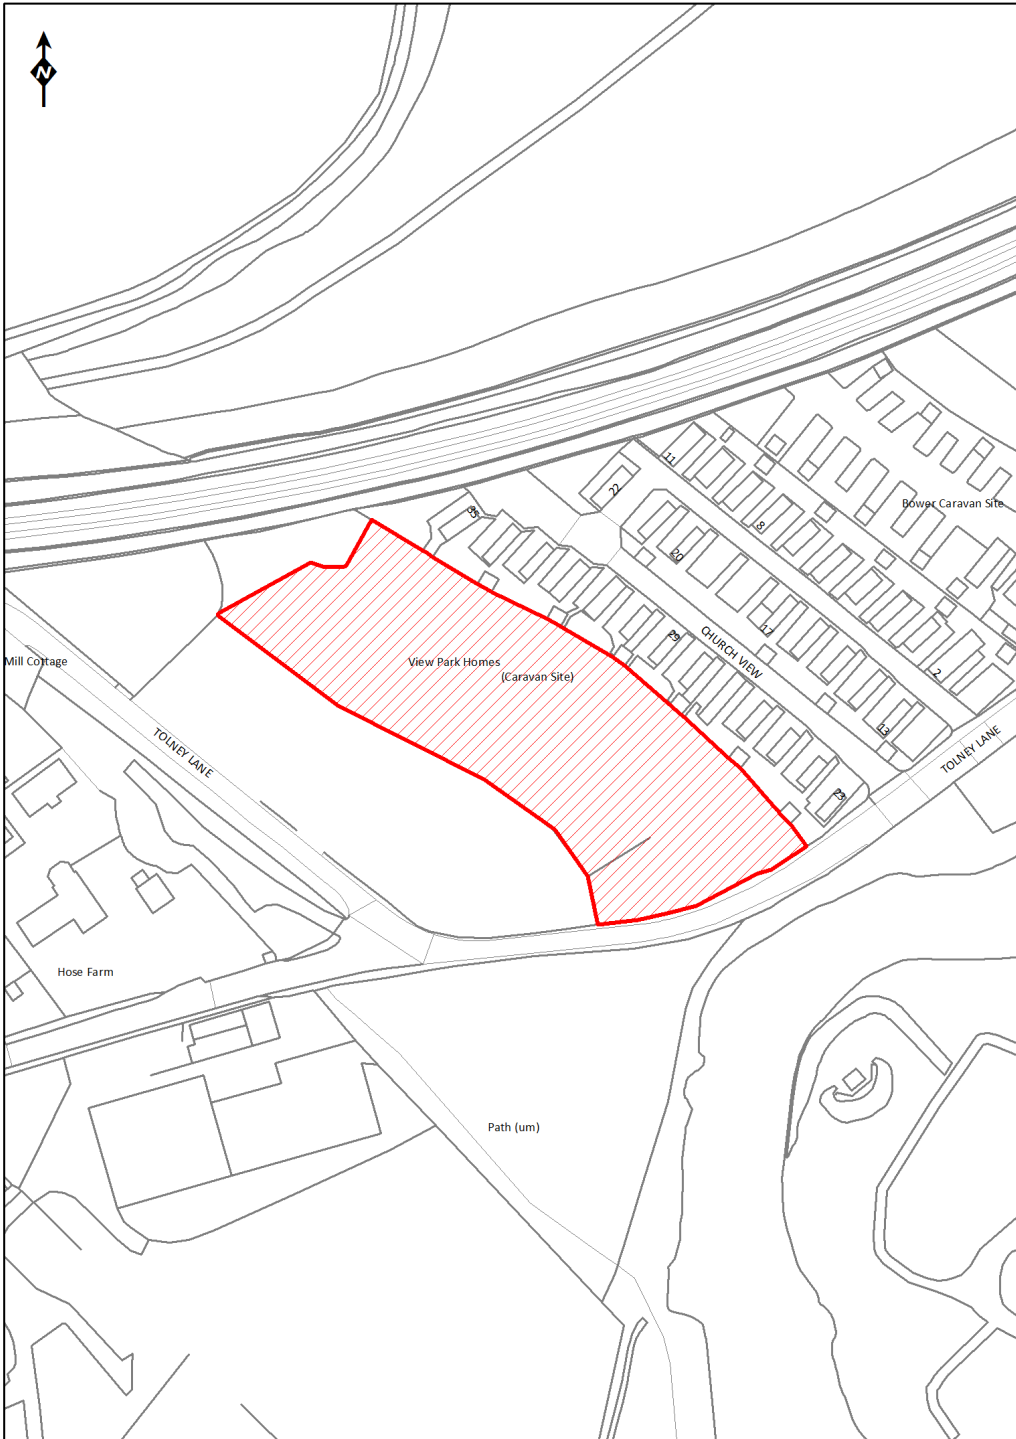 N
11
22
35
Bower Caravan Site
8
20
29
CHURCH VIEW
17
Mill Cottage
View Park Homes
(Caravan Site)
2
13
TOLNEY LANE
TOLNEY LANE
23
Hose Farm
Path (um)